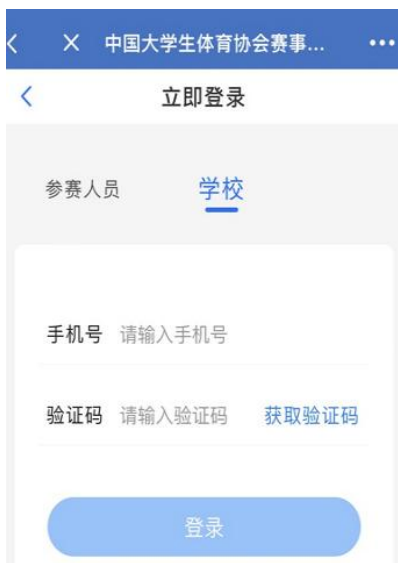 中国大学生体育协会赛事...
立即登录
参赛人员 学校
手机号 请输入手机号
验证码 请输入验证码 获取验证码
登录